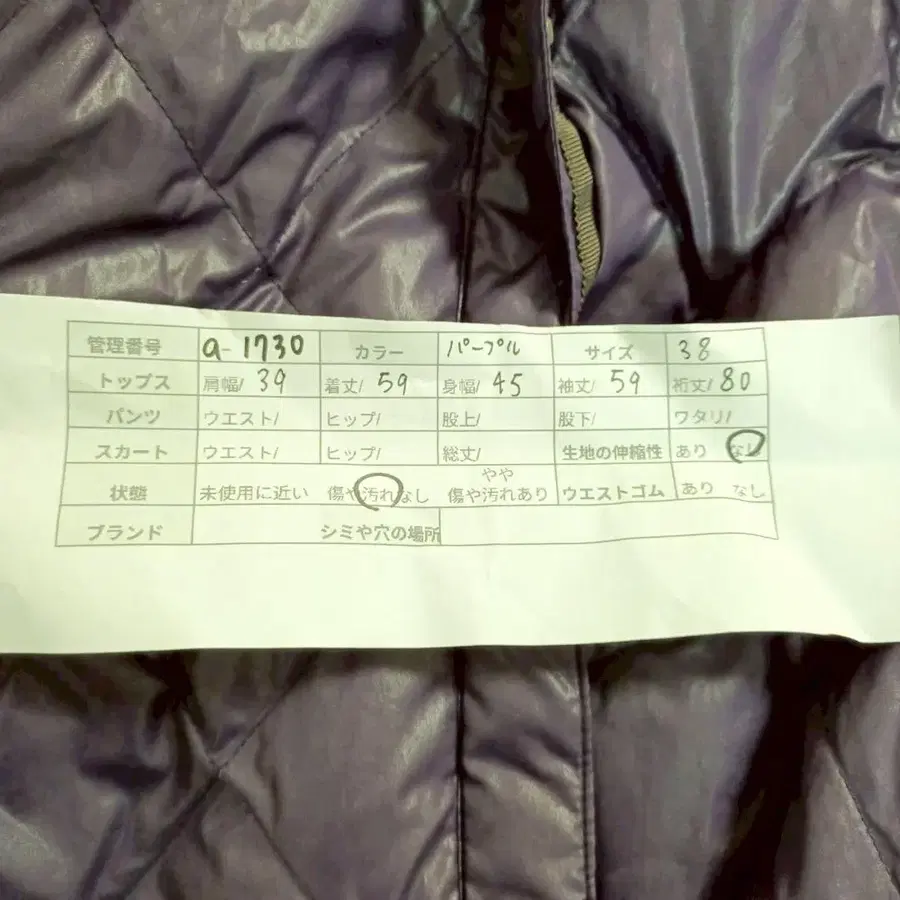 管理番号 a-1730 カラー パープル サイズ 38
トップス 肩幅/ 39 着丈/ 59 身幅/ 45 袖丈/ 59 裄丈/ 80
パンツ ウエスト/ ヒップ/ 股上/ 股下/ ワタリ/
スカート ウエスト/ ヒップ/ 総丈/ 生地の伸縮性 あり なし
状態 未使用に近い 傷や汚れなし やや傷や汚れあり ウエストゴム あり なし
ブランド シミや穴の場所